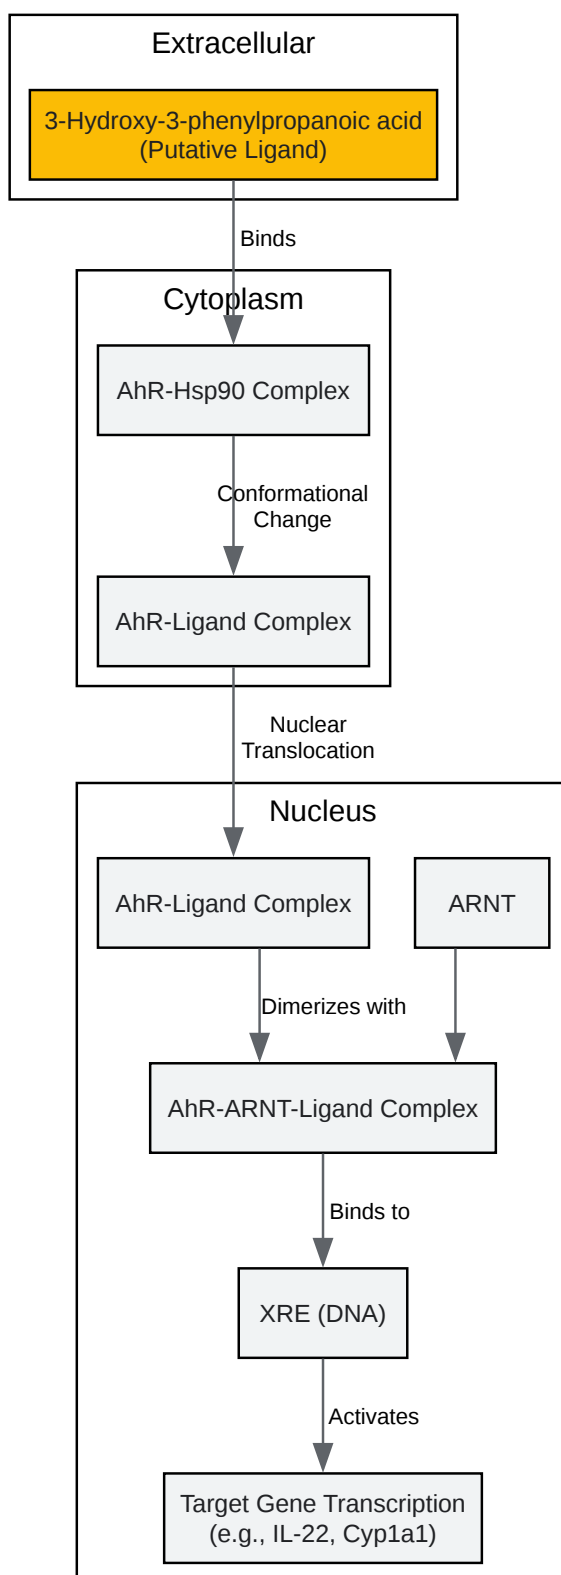 Extracellular
3-Hydroxy-3-phenylpropanoic acid
(Putative Ligand)
Binds
Cytoplasm
AhR-Hsp90 Complex
Conformational
Change
AhR-Ligand Complex
Nuclear
Translocation
Nucleus
AhR-Ligand Complex
ARNT
Dimerizes with
AhR-ARNT-Ligand Complex
Binds to
XRE (DNA)
Activates
Target Gene Transcription
(e.g., IL-22, Cyp1a1)